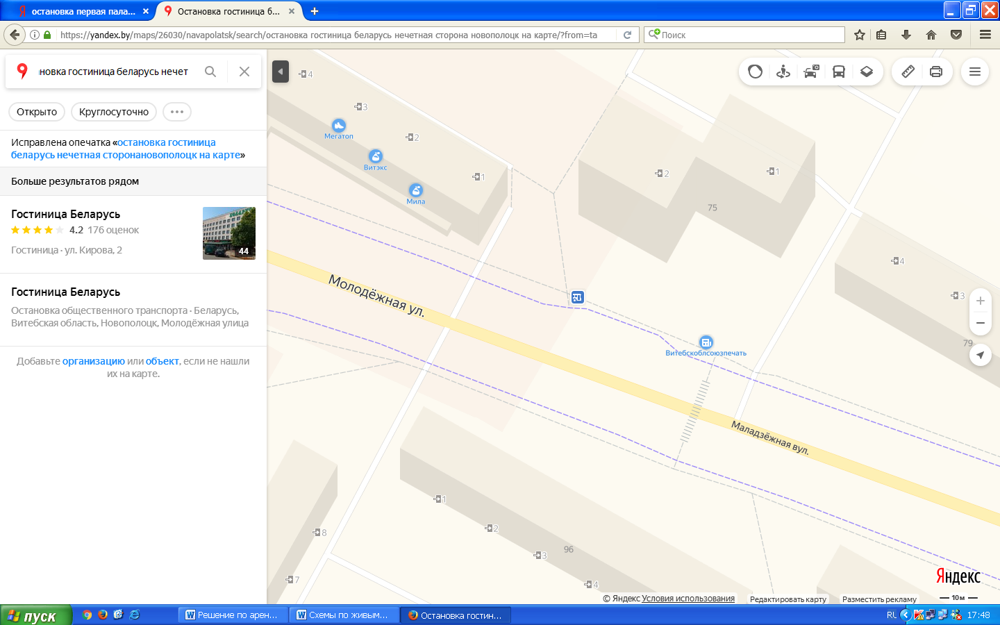 остановка первая пала...
Остановка гостиница б...
https://yandex.by/maps/26030/navapolatsk/search/остановка гостиница беларусь нечетная сторона новополоцк на карте/?from=ta
Поиск
новка гостиница беларусь нечет
Открыто
Круглосуточно
Исправлена опечатка «остановка гостиница
беларусь нечетная сторонановополоцк на карте»
Больше результатов рядом
Гостиница Беларусь
4.2 176 оценок
Гостиница · ул. Кирова, 2
44
Гостиница Беларусь
Остановка общественного транспорта · Беларусь,
Витебская область, Новополоцк, Молодёжная улица
Добавьте организацию или объект, если не нашли
их на карте.
4
3
Мегатоп
2
Витэкс
1
Мила
2
1
75
4
3
79
Молодёжная ул.
Витебскоблсоюзпечать
Маладзёжная вул.
1
2
3
4
96
8
7
Яндекс
© Яндекс Условия использования
Редактировать карту
Разместить рекламу
10 м
пуск
Решение по арен...
Схемы по живым...
Остановка гостин...
RU
17:48